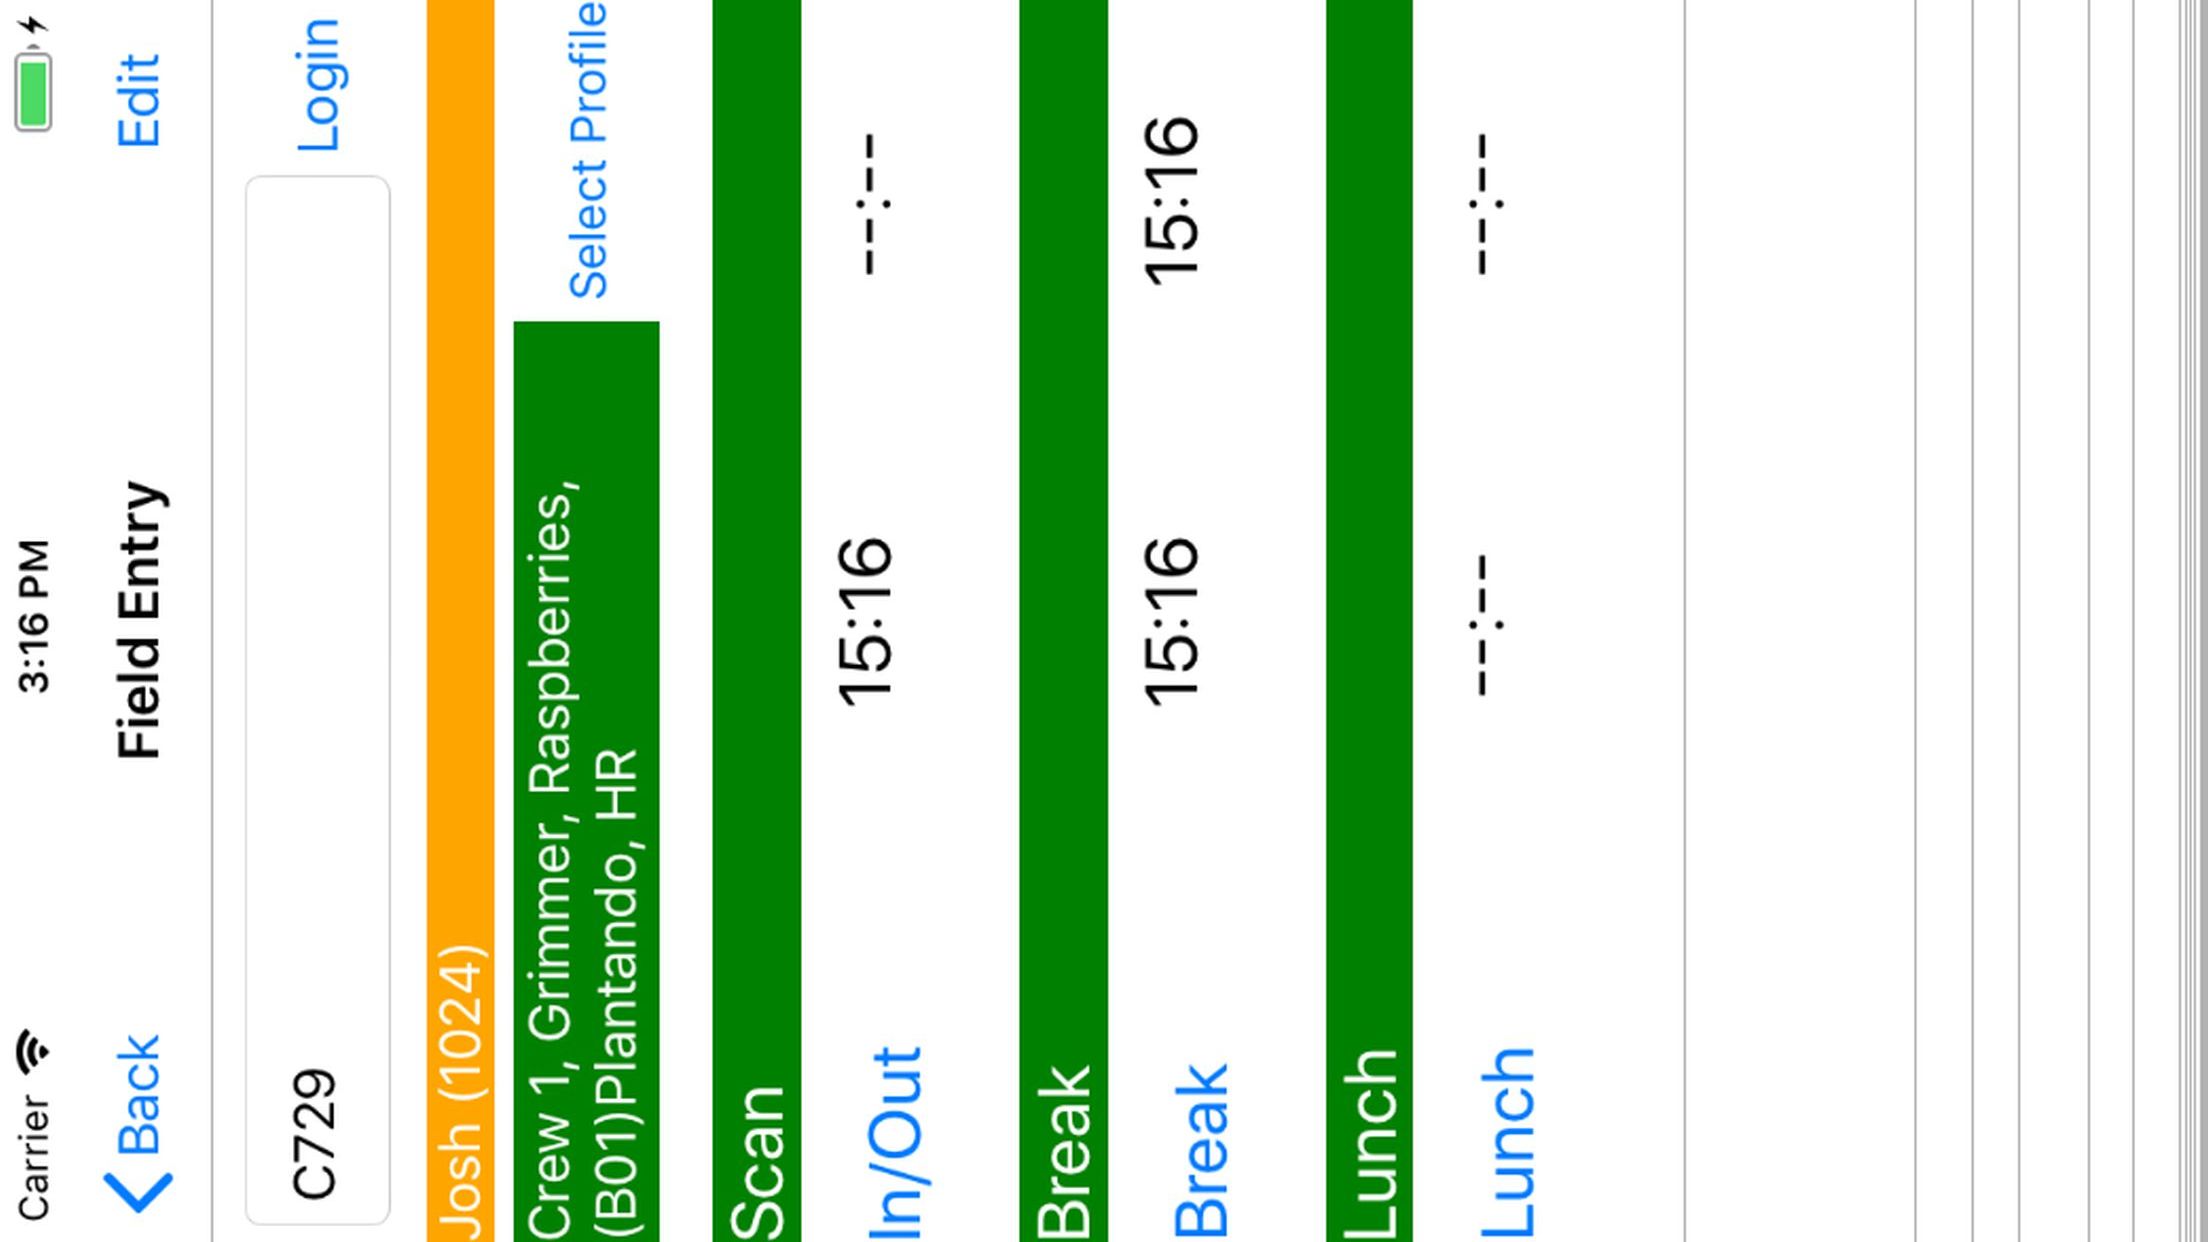 Carrier 3:16 PM
Back Field Entry Edit
C729 Login
Josh (1024)
Crew 1, Grimmer, Raspberries,
(B01)Plantando, HR
Select Profile
Scan
In/Out 15:16 --:--
Break
Break 15:16 15:16
Lunch
Lunch --:-- --:--